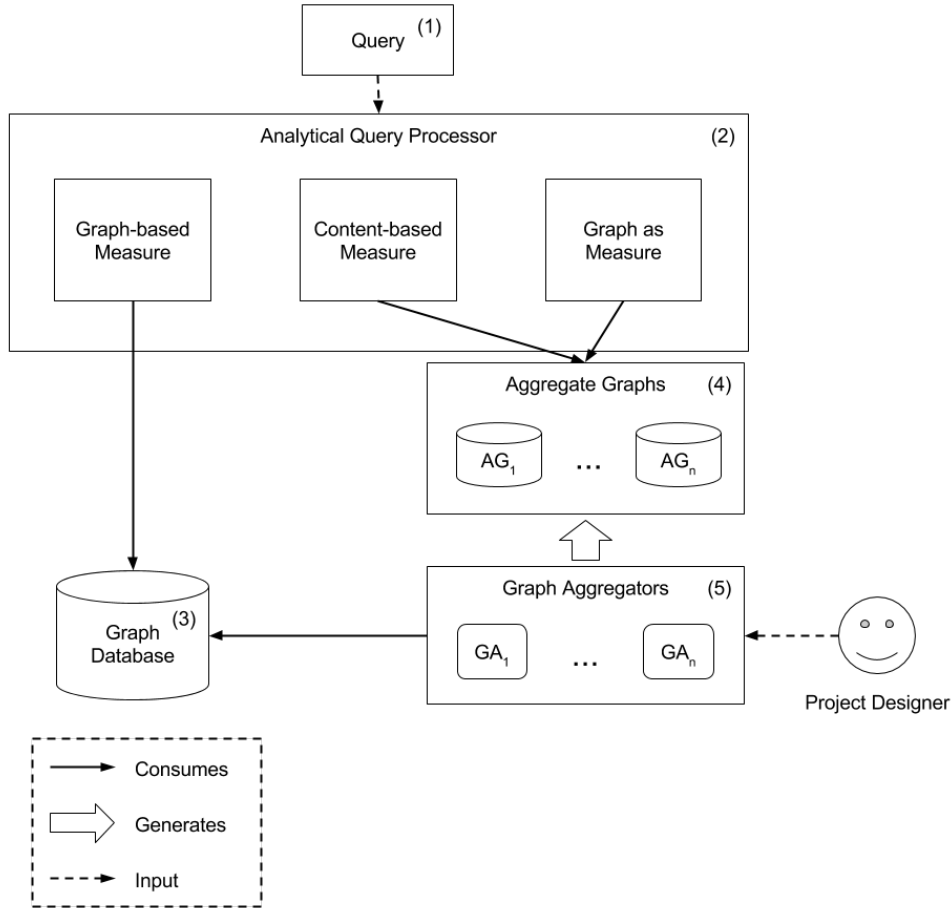 (1)
Query
Analytical Query Processor
(2)
Graph-based
Measure
Content-based
Measure
Graph as
Measure
Aggregate Graphs
(4)
AG1
...
AGn
Graph Aggregators
(5)
GA1
...
GAn
(3)
Graph
Database
Project Designer
Consumes
Generates
Input